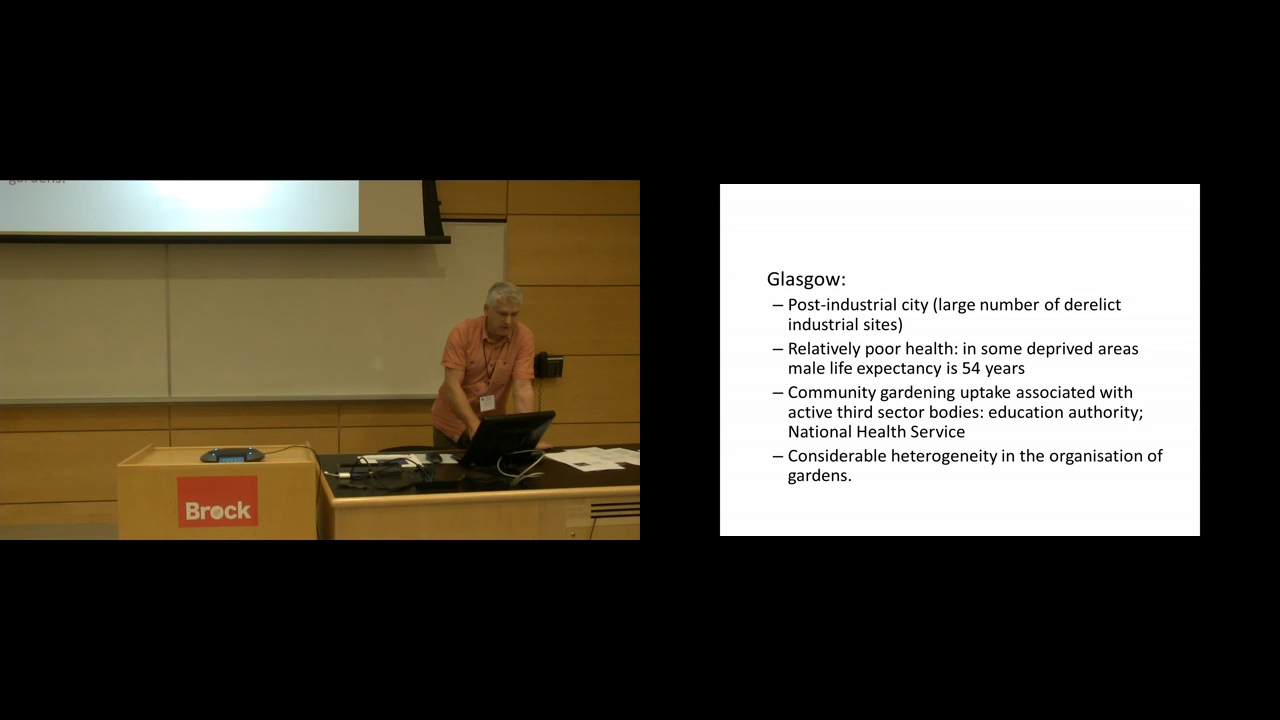 gardens.
Brock
Glasgow:
– Post-industrial city (large number of derelict
industrial sites)
– Relatively poor health: in some deprived areas
male life expectancy is 54 years
– Community gardening uptake associated with
active third sector bodies: education authority;
National Health Service
– Considerable heterogeneity in the organisation of
gardens.